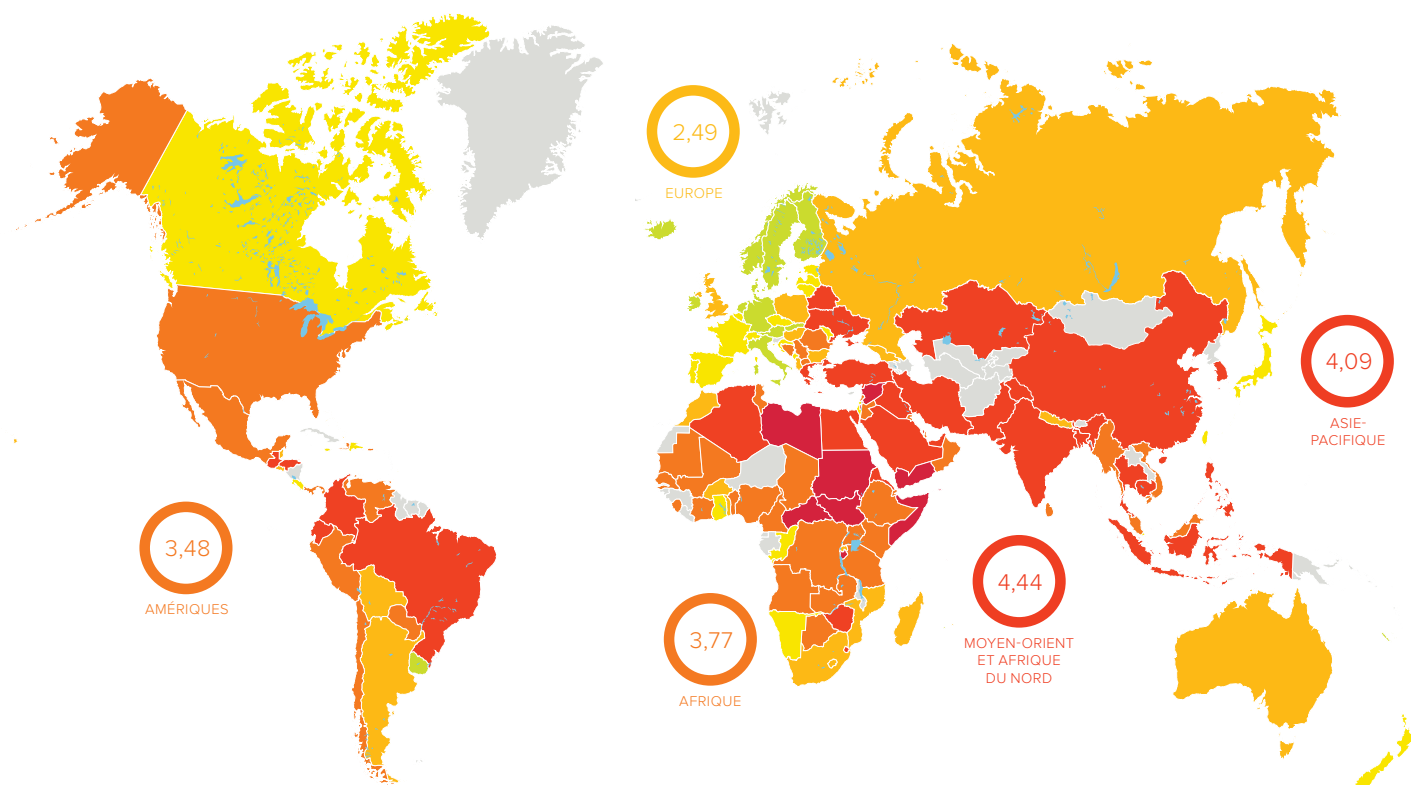 2,49
EUROPE
4,09
ASIE-
PACIFIQUE
3,48
AMÉRIQUES
4,44
MOYEN-ORIENT
ET AFRIQUE
DU NORD
3,77
AFRIQUE